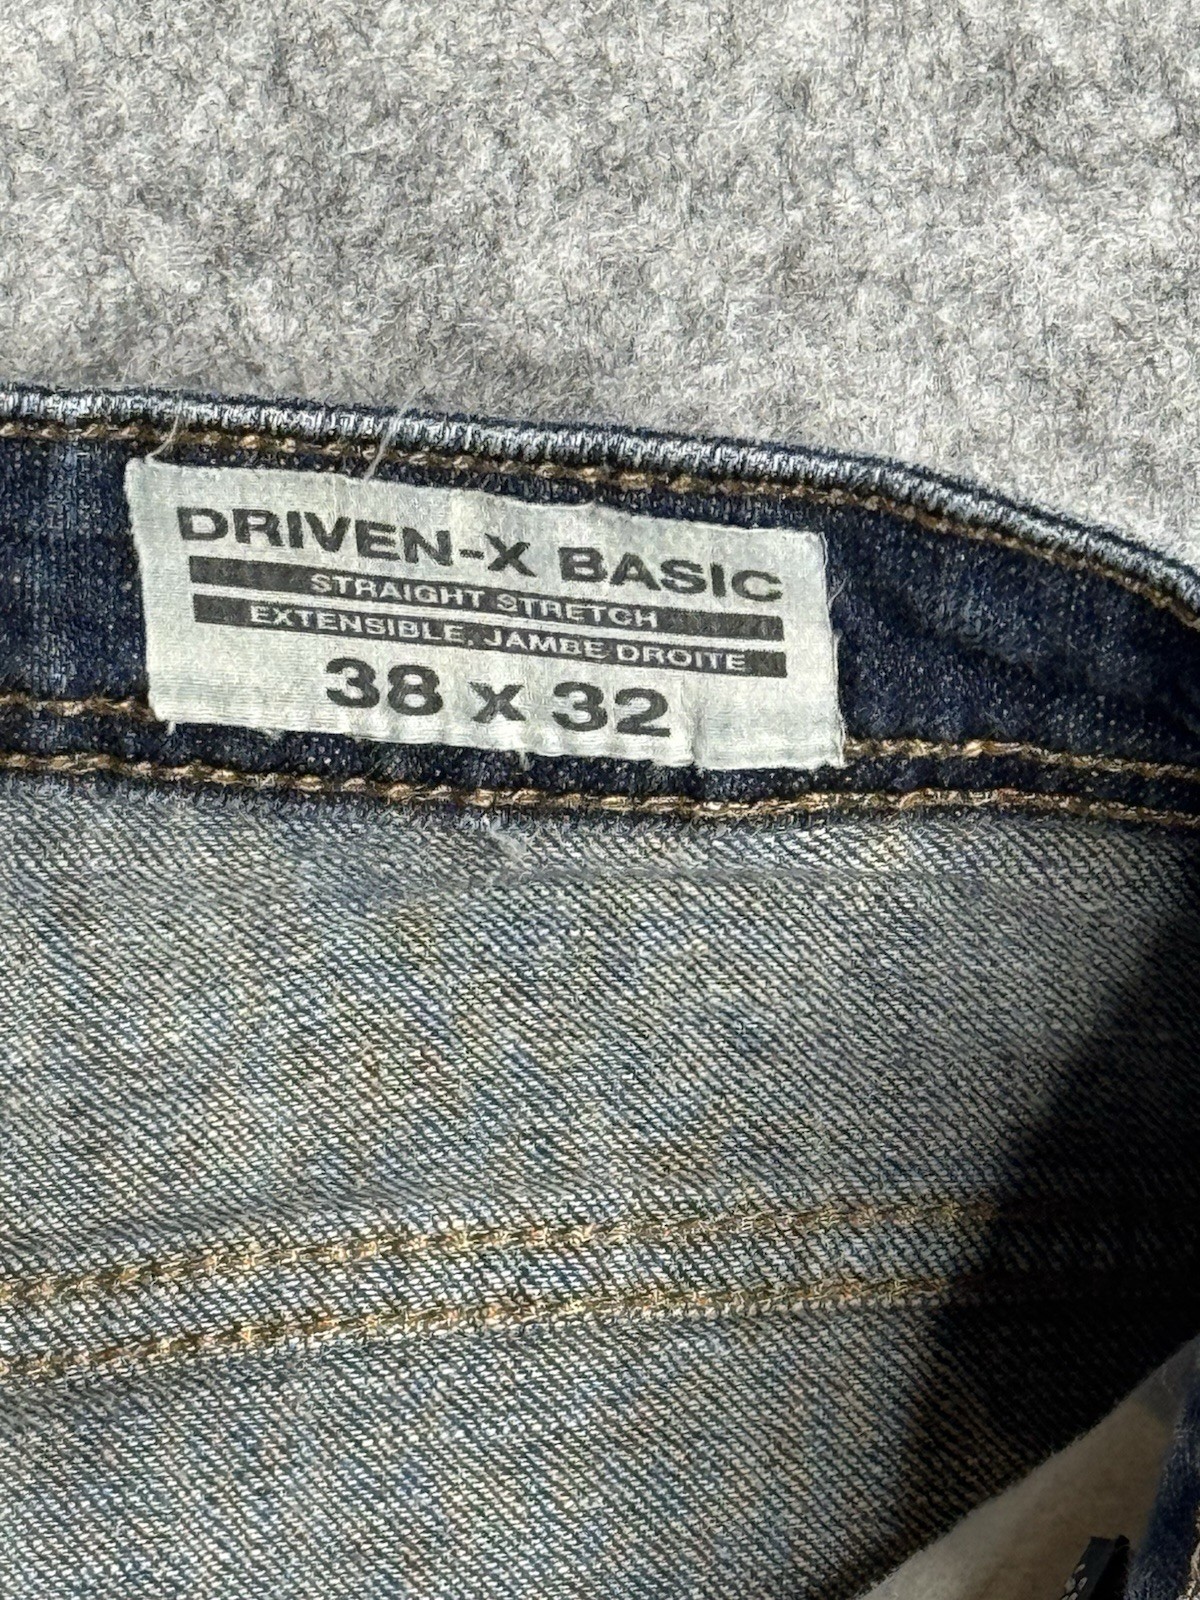 DRIVEN-X BASIC
STRAIGHT STRETCH
EXTENSIBLE, JAMBE DROITE
38 x 32